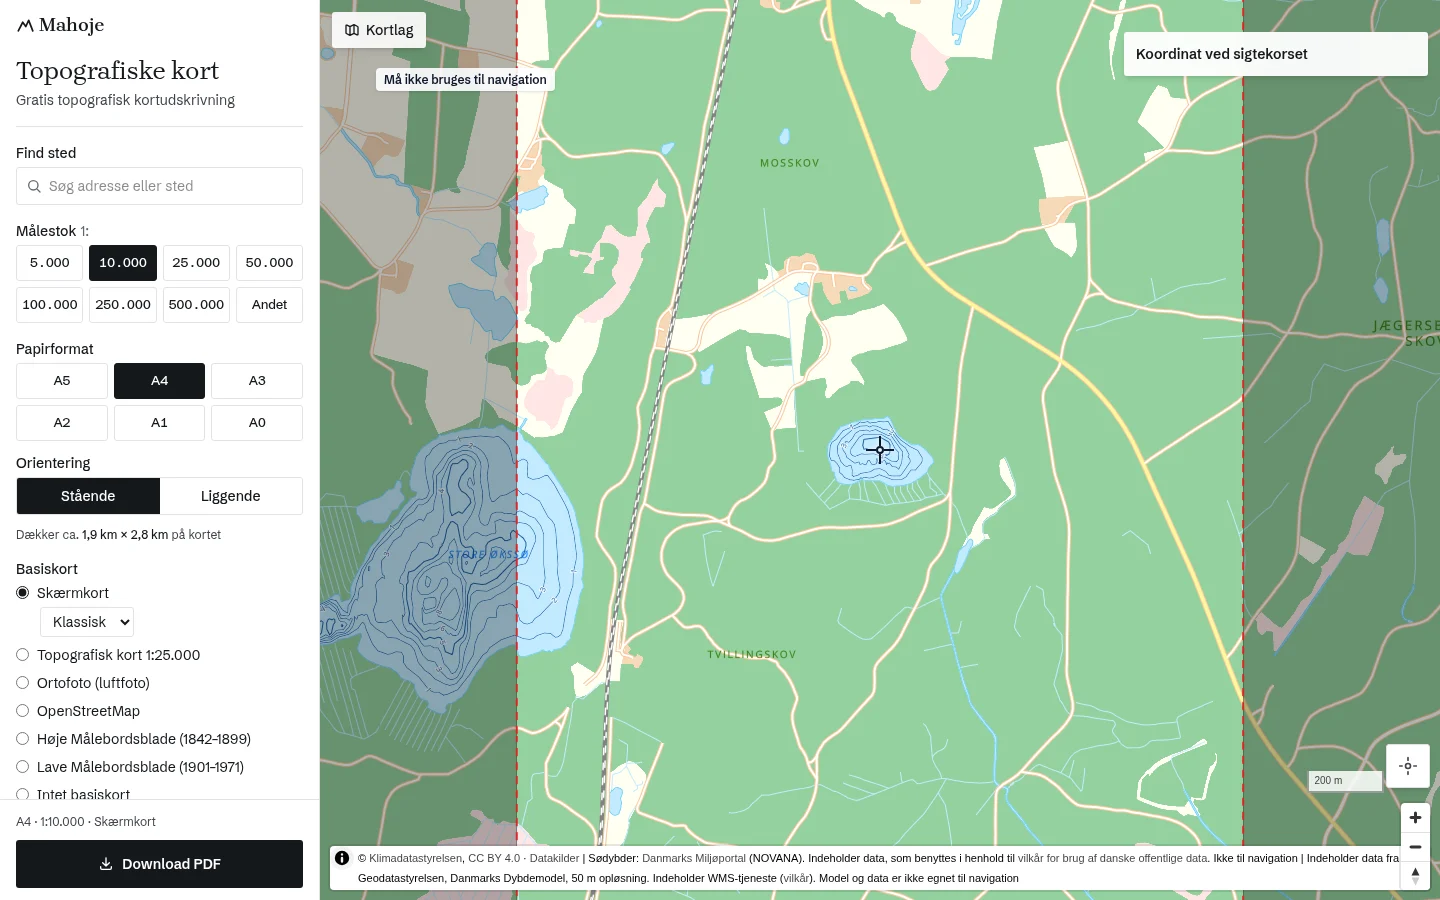 Mahoje
Topografiske kort
Gratis topografisk kortudskrivning
Find sted
Søg adresse eller sted
Målestok 1:
5.000 10.000 25.000 50.000
100.000 250.000 500.000 Andet
Papirformat
A5 A4 A3
A2 A1 A0
Orientering
Stående Liggende
Dækker ca. 1,9 km × 2,8 km på kortet
Basiskort
Skærmkort
Klassisk
Topografisk kort 1:25.000
Ortofoto (luftfoto)
OpenStreetMap
Høje Målebordsblade (1842–1899)
Lave Målebordsblade (1901–1971)
Intet basiskort
A4 · 1:10.000 · Skærmkort
Download PDF
Kortlag
Må ikke bruges til navigation
Koordinat ved sigtekorset
MOSSKOV
JÆGERSB
SKOV
STORE ØKSSØ
TVILLINGSKOV
200 m
© Klimadatastyrelsen, CC BY 4.0 · Datakilder | Sødybder: Danmarks Miljøportal (NOVANA). Indeholder data, som benyttes i henhold til vilkår for brug af danske offentlige data. Ikke til navigation | Indeholder data fra
Geodatastyrelsen, Danmarks Dybdemodel, 50 m opløsning. Indeholder WMS-tjeneste (vilkår). Model og data er ikke egnet til navigation